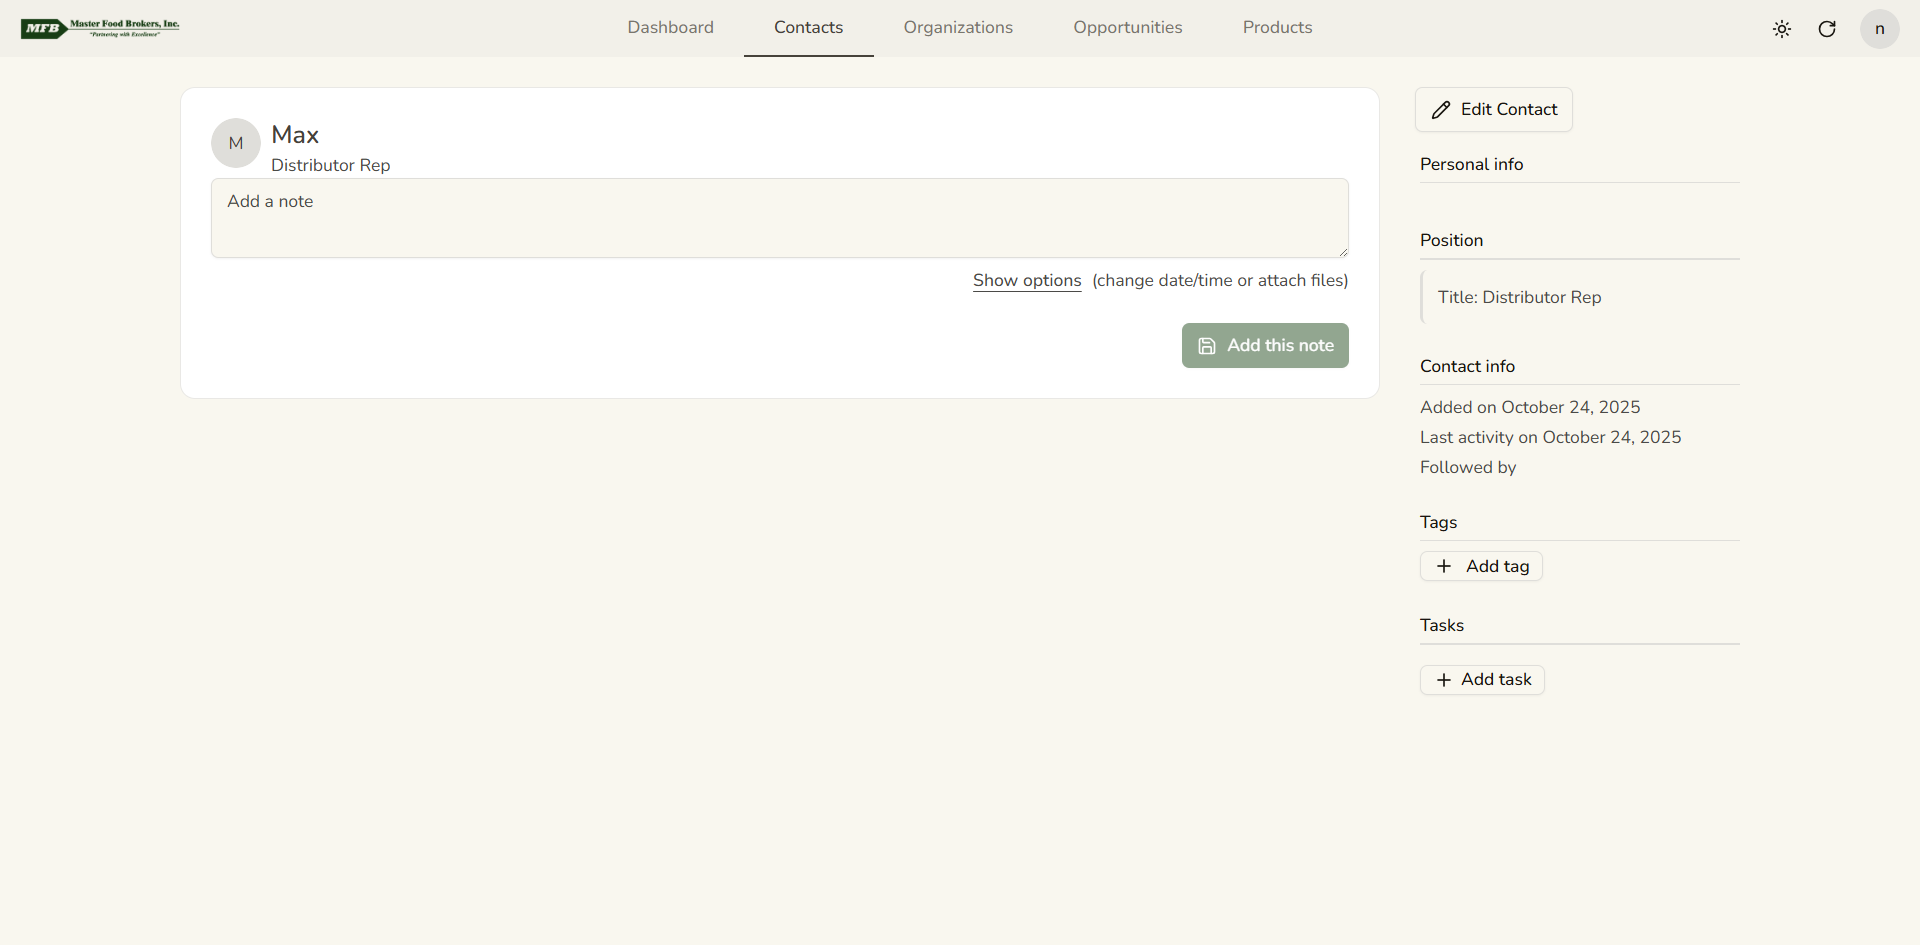 MFB Master Food Brokers, Inc.
"Partnering with Excellence"
Dashboard
Contacts
Organizations
Opportunities
Products
n
M
Max
Distributor Rep
Add a note
Show options (change date/time or attach files)
Add this note
Edit Contact
Personal info
Position
Title: Distributor Rep
Contact info
Added on October 24, 2025
Last activity on October 24, 2025
Followed by
Tags
Add tag
Tasks
Add task